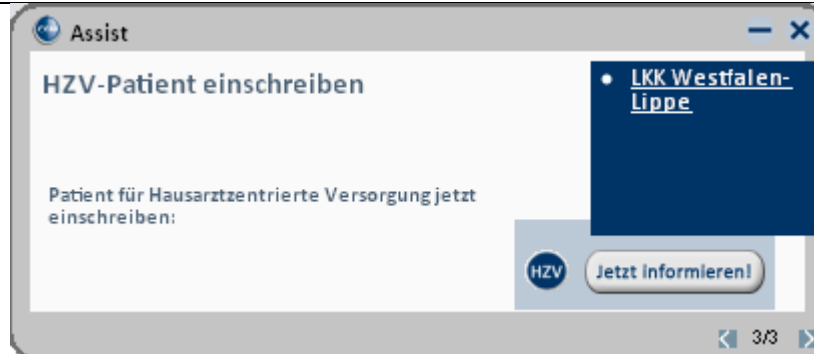 Assist
HZV-Patient einschreiben
LKK Westfalen-
Lippe
Patient für Hausarztzentrierte Versorgung jetzt
einschreiben:
HZV
Jetzt informieren!
3/3